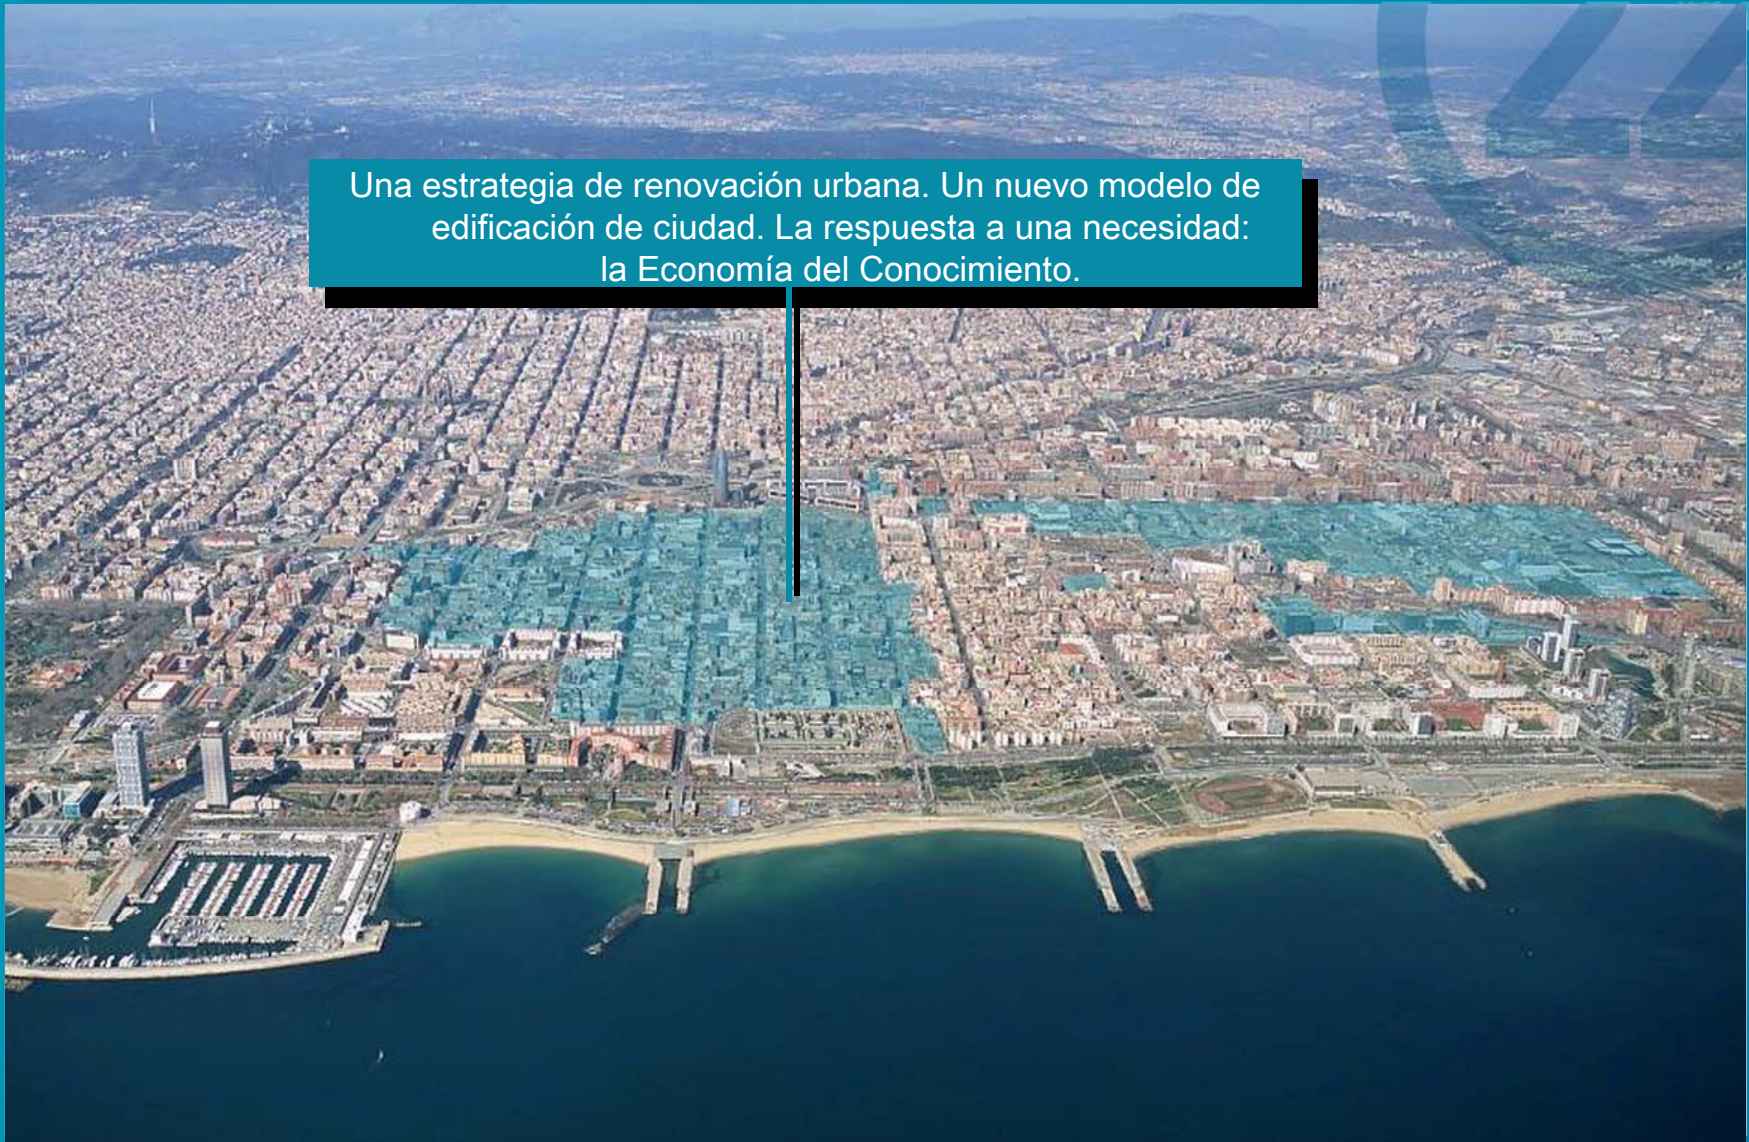 Una estrategia de renovación urbana. Un nuevo modelo de
edificación de ciudad. La respuesta a una necesidad:
la Economía del Conocimiento.